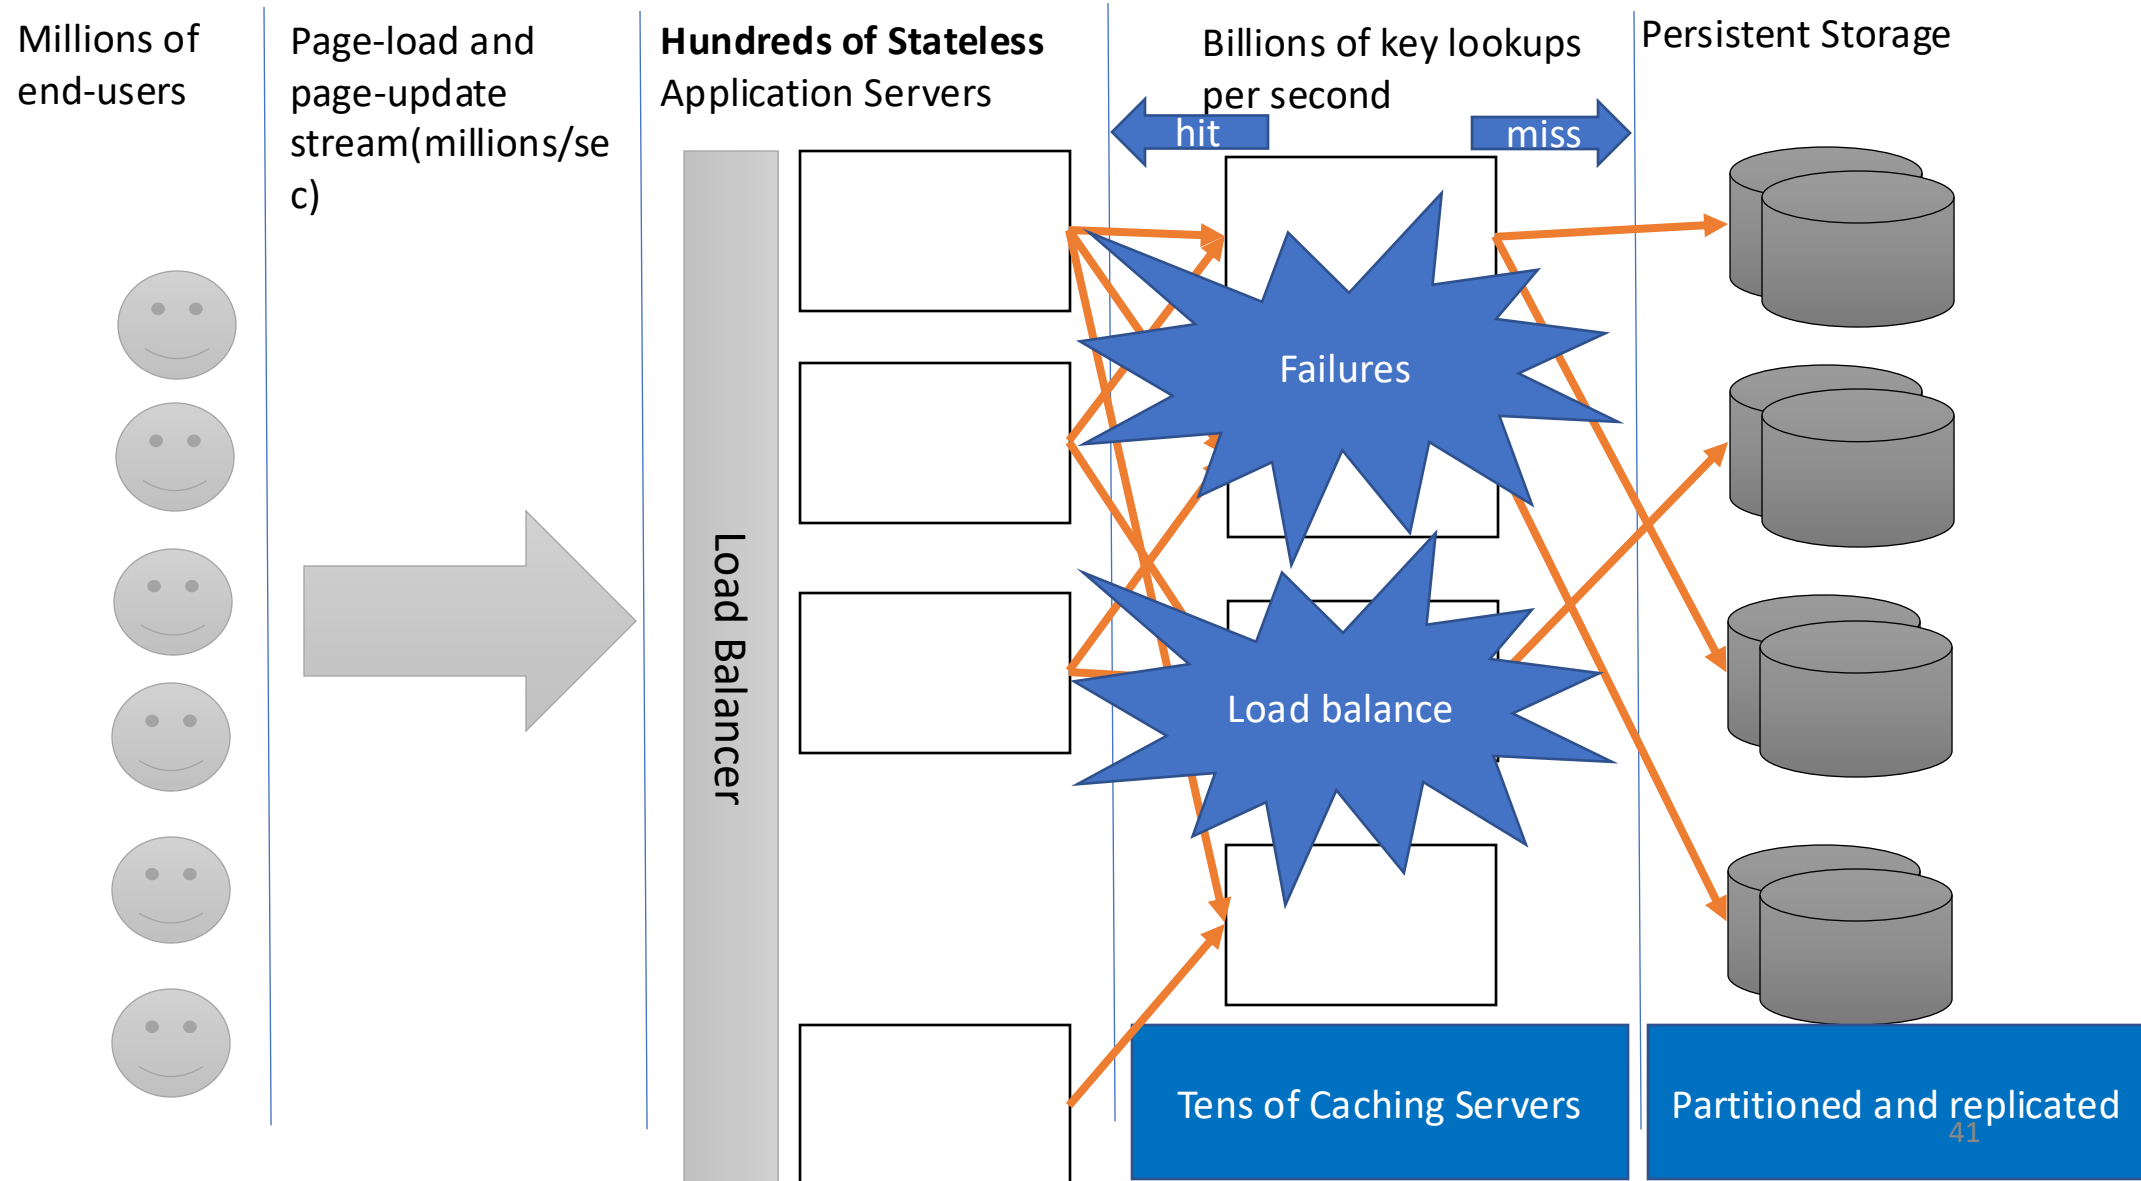 Millions of
end-users
Page-load and
page-update
stream(millions/se
c)
Hundreds of Stateless
Application Servers
Billions of key lookups
per second
Persistent Storage
hit
miss
Failures
Load Balancer
Load balance
Tens of Caching Servers
Partitioned and replicated
41